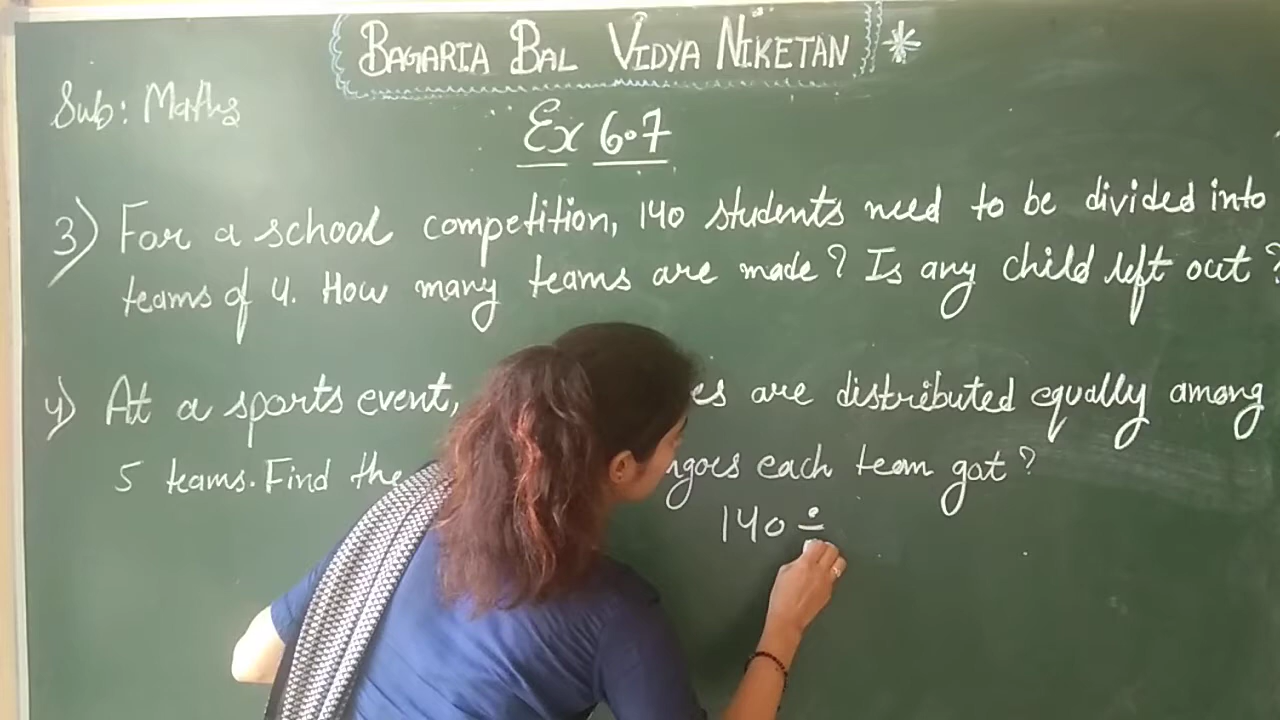 BAGARIA BAL VIDYA NIKETAN
Sub: Maths
Ex 6.7
3) For a school competition, 140 students need to be divided into
teams of 4. How many teams are made? Is any child left out?
4) At a sports event, es are distributed equally among
5 teams. Find the ngoes each team got?
140 ÷